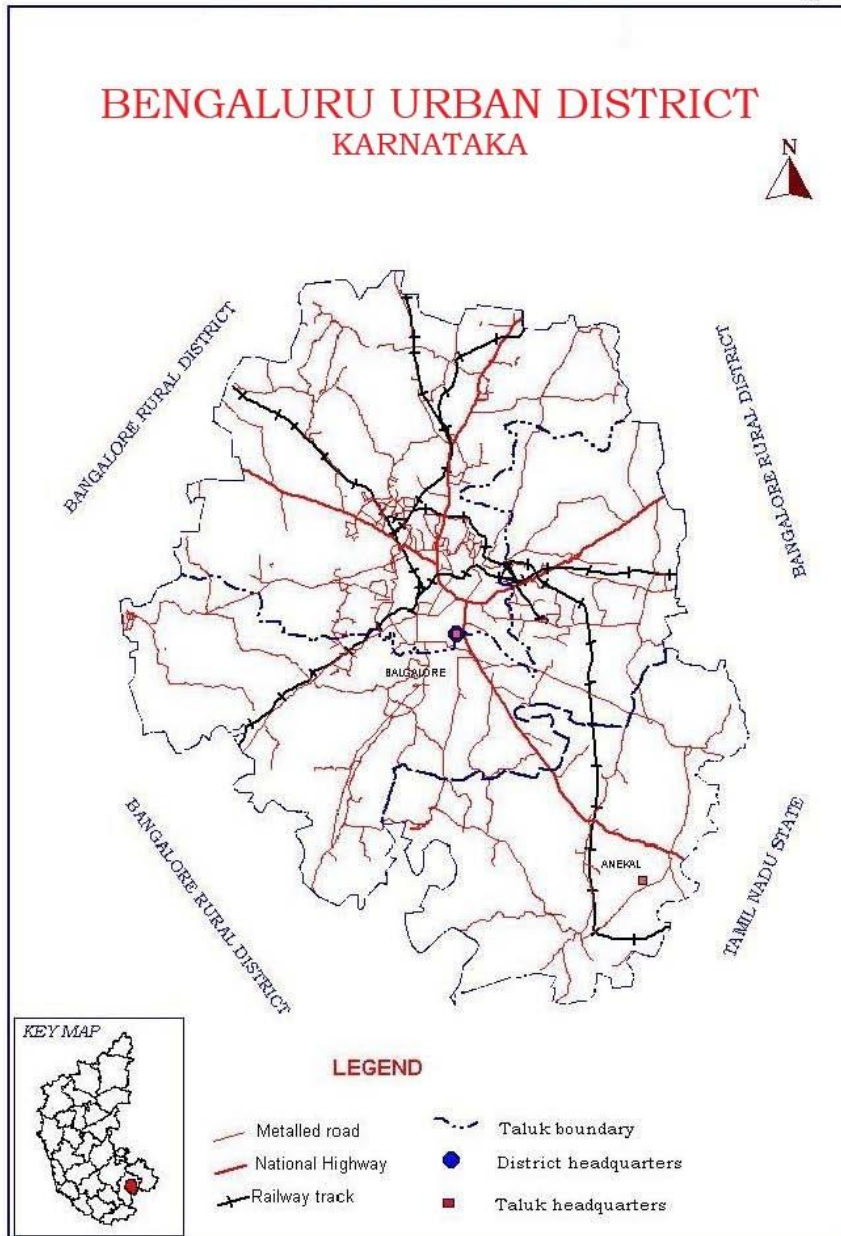 BENGALURU URBAN DISTRICT
KARNATAKA
N
BANGALORE RURAL DISTRICT
BANGALORE RURAL DISTRICT
BALGALORE
BANGALORE RURAL DISTRICT
ANEKAL
TAMIL NADU STATE
KEY MAP
LEGEND
Metalled road
National Highway
Railway track
Taluk boundary
District headquarters
Taluk headquarters